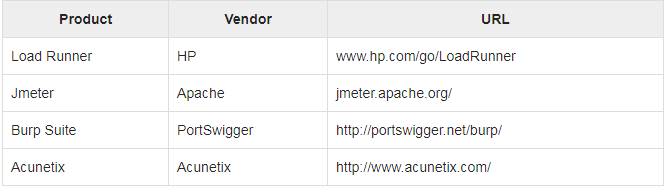 Product Vendor URL
Load Runner HP www.hp.com/go/LoadRunner
Jmeter Apache jmeter.apache.org/
Burp Suite PortSwigger http://portswigger.net/burp/
Acunetix Acunetix http://www.acunetix.com/